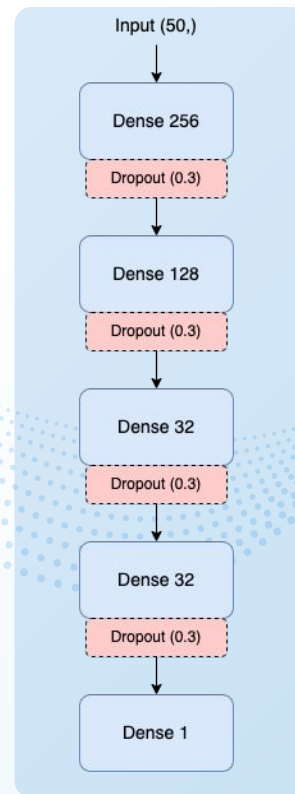 Input (50,)
Dense 256
Dropout (0.3)
Dense 128
Dropout (0.3)
Dense 32
Dropout (0.3)
Dense 32
Dropout (0.3)
Dense 1